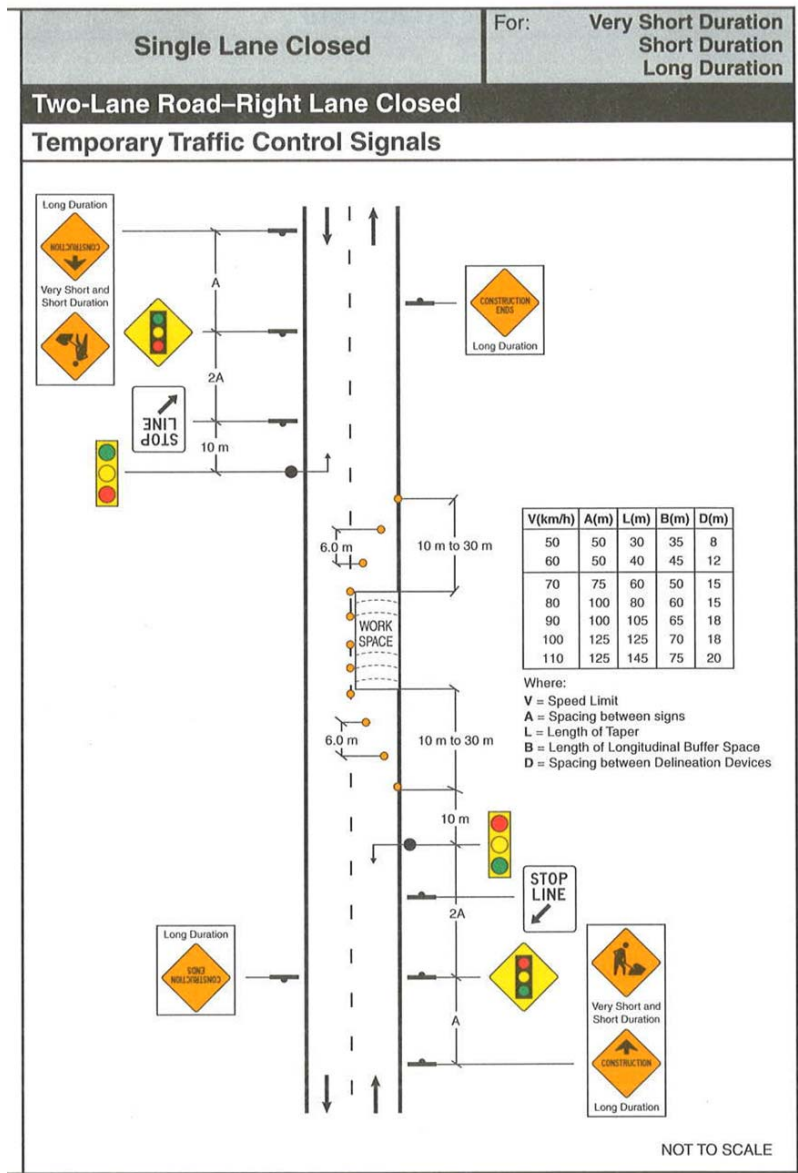 Single Lane Closed
For:
Very Short Duration
Short Duration
Long Duration
Two-Lane Road–Right Lane Closed
Temporary Traffic Control Signals
Long Duration
CONSTRUCTION
Very Short and
Short Duration
A
2A
STOP
LINE
10 m
CONSTRUCTION
ENDS
Long Duration
6.0 m
10 m to 30 m
WORK
SPACE
V(km/h) A(m) L(m) B(m) D(m)
50 50 30 35 8
60 50 40 45 12
70 75 60 50 15
80 100 80 60 15
90 100 105 65 18
100 125 125 70 18
110 125 145 75 20
Where:
V = Speed Limit
A = Spacing between signs
L = Length of Taper
B = Length of Longitudinal Buffer Space
D = Spacing between Delineation Devices
6.0 m
10 m to 30 m
10 m
STOP
LINE
2A
Long Duration
CONSTRUCTION
ENDS
Very Short and
Short Duration
A
CONSTRUCTION
Long Duration
NOT TO SCALE